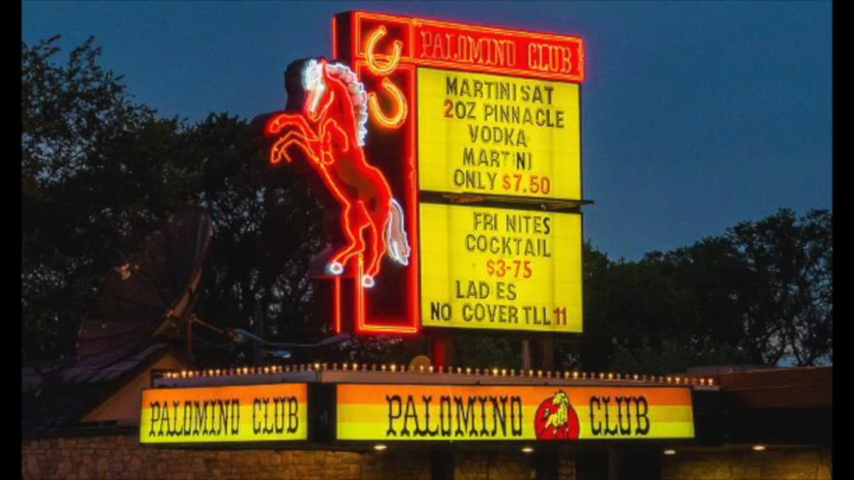 PALOMINO CLUB
MARTINI SAT
2OZ PINNACLE
VODKA
MARTINI
ONLY $7.50
FRI NITES
COCKTAIL
$3-75
LADIES
NO COVER TLL 11
PALOMINO CLUB
PALOMINO CLUB